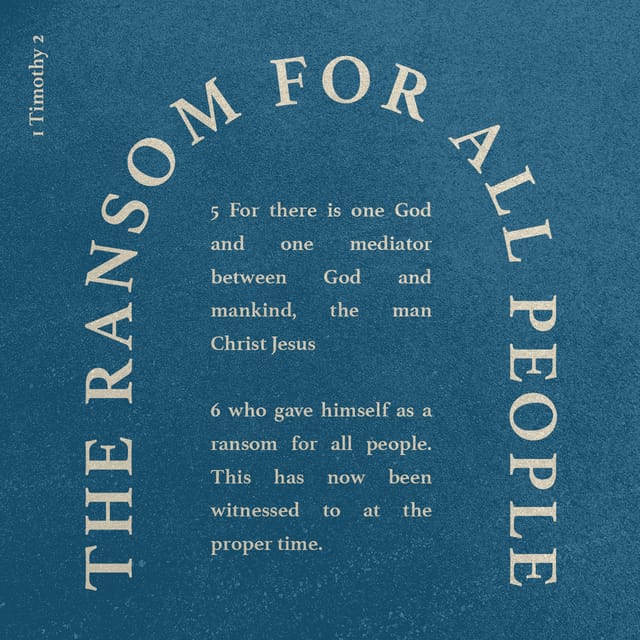 1 Timothy 2
THE RANSOM FOR ALL PEOPLE
5 For there is one God
and one mediator
between God and
mankind, the man
Christ Jesus
6 who gave himself as a
ransom for all people.
This has now been
witnessed to at the
proper time.